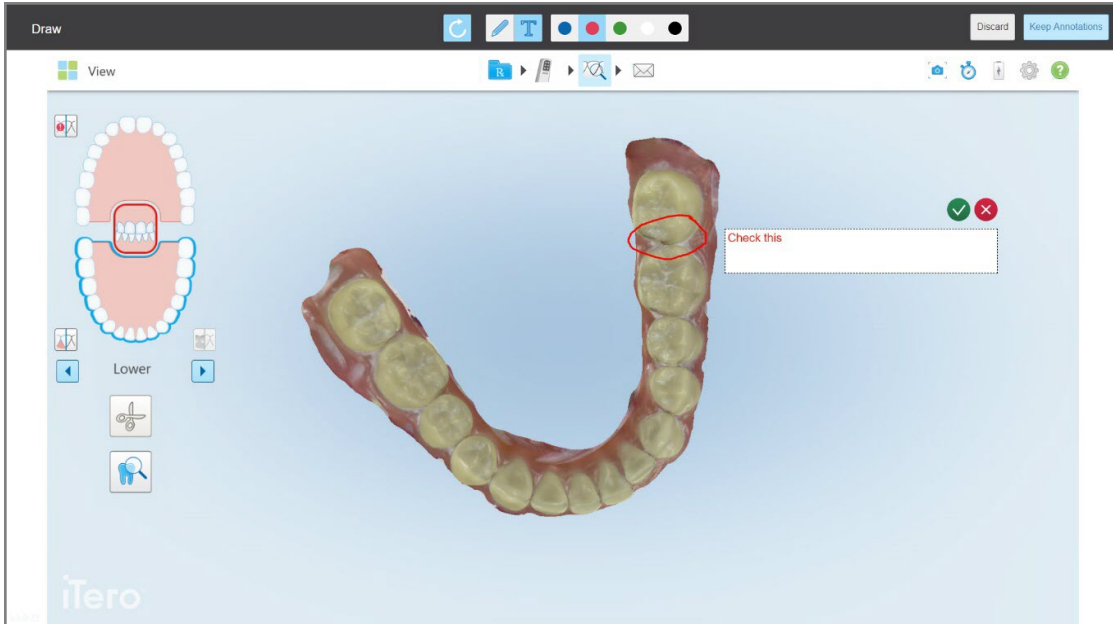 Draw
T
Discard
Keep Annotations
View
R
Check this
Lower
iTero